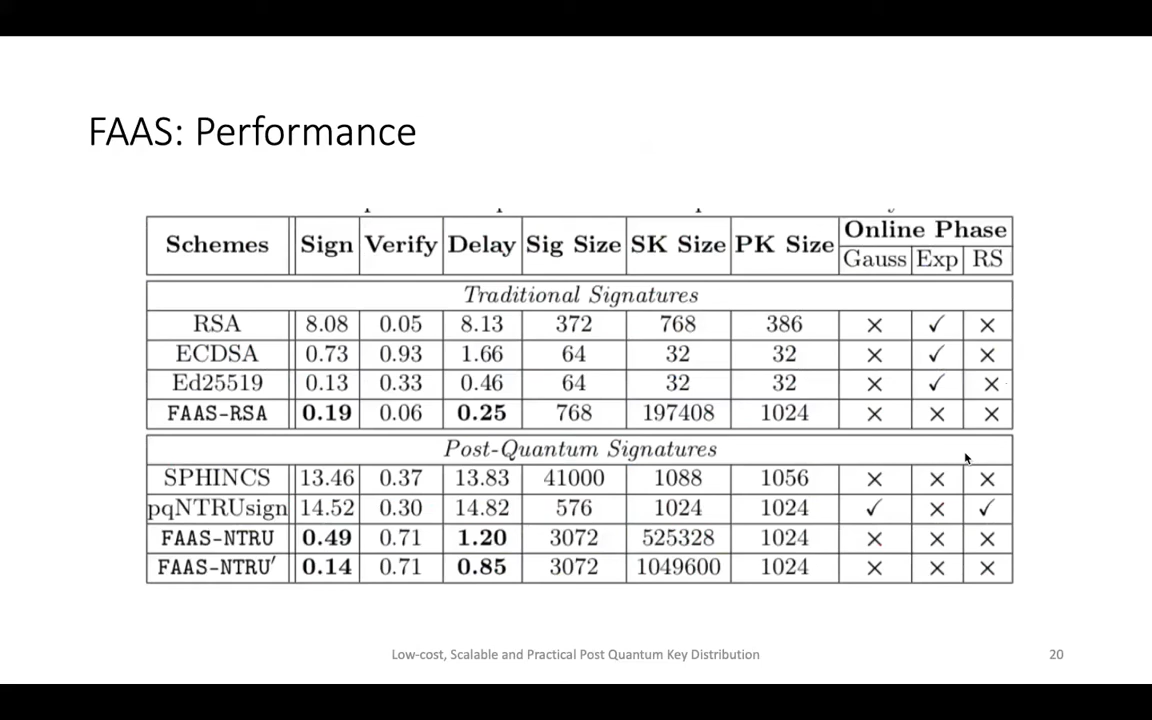 FAAS: Performance
Schemes Sign Verify Delay Sig Size SK Size PK Size Online Phase
Gauss Exp RS
Traditional Signatures
RSA 8.08 0.05 8.13 372 768 386 × ✓ ×
ECDSA 0.73 0.93 1.66 64 32 32 × ✓ ×
Ed25519 0.13 0.33 0.46 64 32 32 × ✓ ×
FAAS-RSA 0.19 0.06 0.25 768 197408 1024 × × ×
Post-Quantum Signatures
SPHINCS 13.46 0.37 13.83 41000 1088 1056 × × ×
pqNTRUsign 14.52 0.30 14.82 576 1024 1024 ✓ × ✓
FAAS-NTRU 0.49 0.71 1.20 3072 525328 1024 × × ×
FAAS-NTRU′ 0.14 0.71 0.85 3072 1049600 1024 × × ×
Low-cost, Scalable and Practical Post Quantum Key Distribution 20